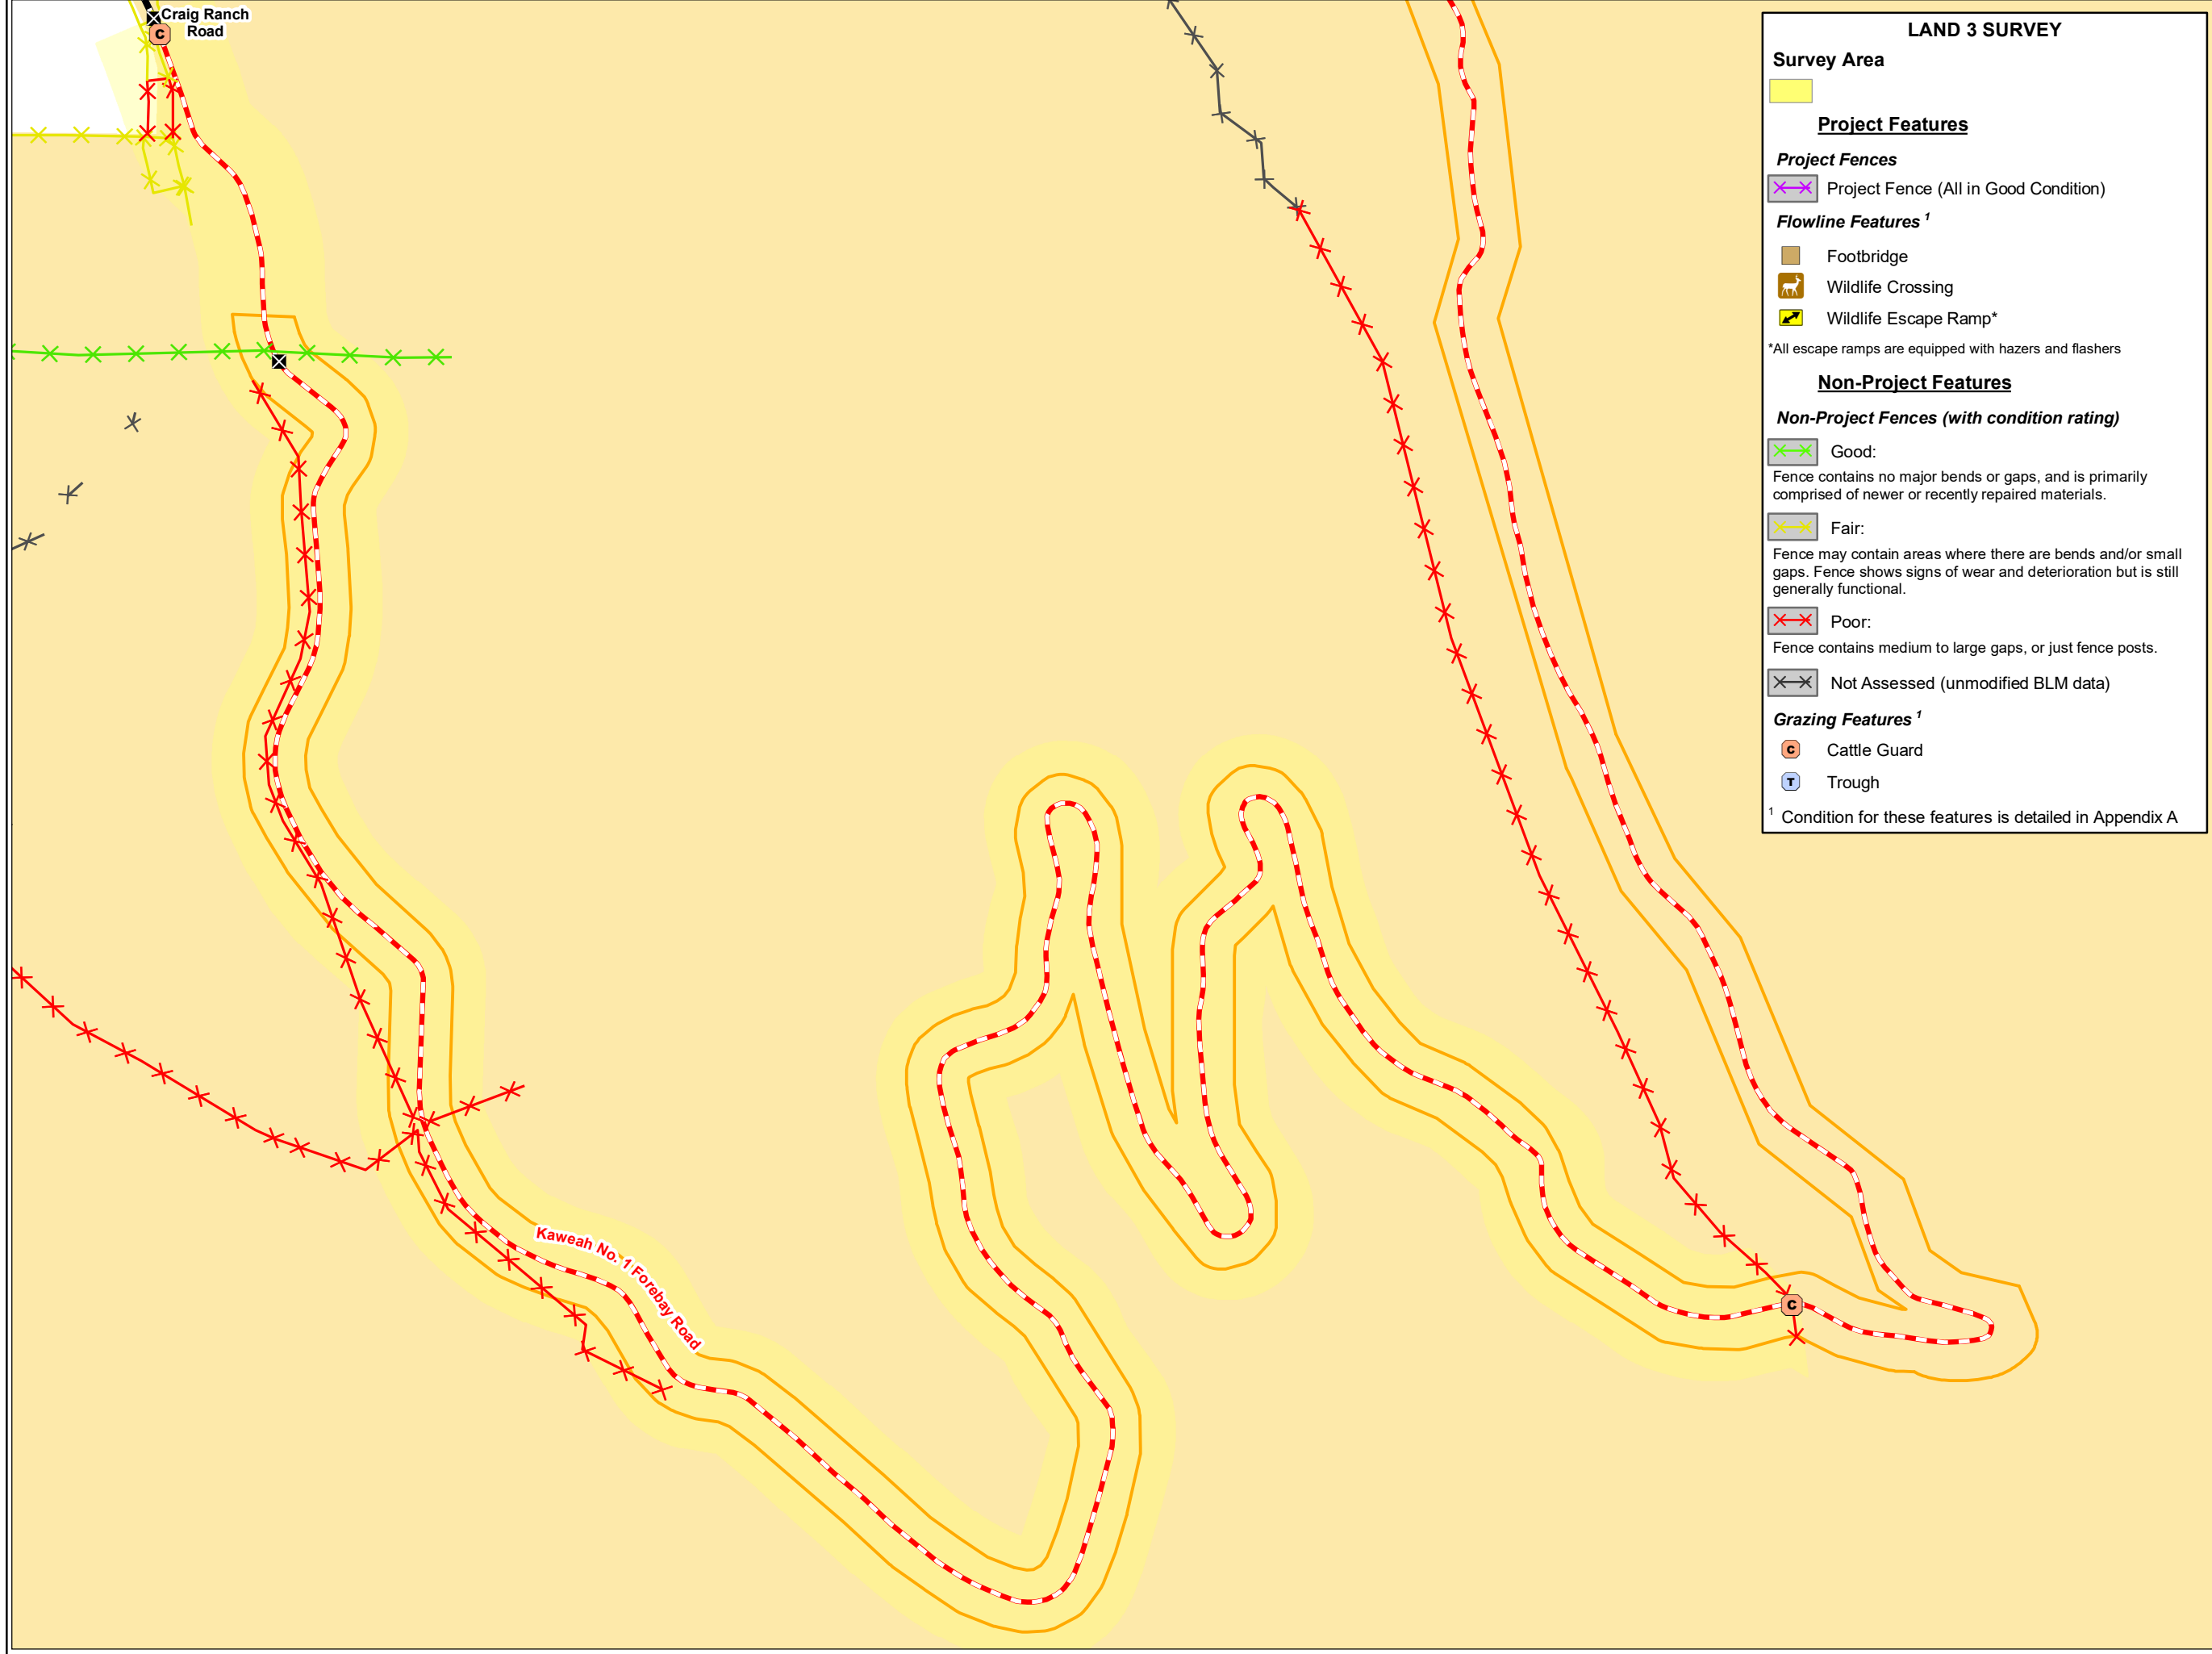 Craig Ranch
Road
C
Kaweah No. 1 Forebay Road
C
LAND 3 SURVEY
Survey Area
Project Features
Project Fences
Project Fence (All in Good Condition)
Flowline Features 1
Footbridge
Wildlife Crossing
Wildlife Escape Ramp*
*All escape ramps are equipped with hazers and flashers
Non-Project Features
Non-Project Fences (with condition rating)
Good:
Fence contains no major bends or gaps, and is primarily
comprised of newer or recently repaired materials.
Fair:
Fence may contain areas where there are bends and/or small
gaps. Fence shows signs of wear and deterioration but is still
generally functional.
Poor:
Fence contains medium to large gaps, or just fence posts.
Not Assessed (unmodified BLM data)
Grazing Features 1
C Cattle Guard
T Trough
1 Condition for these features is detailed in Appendix A